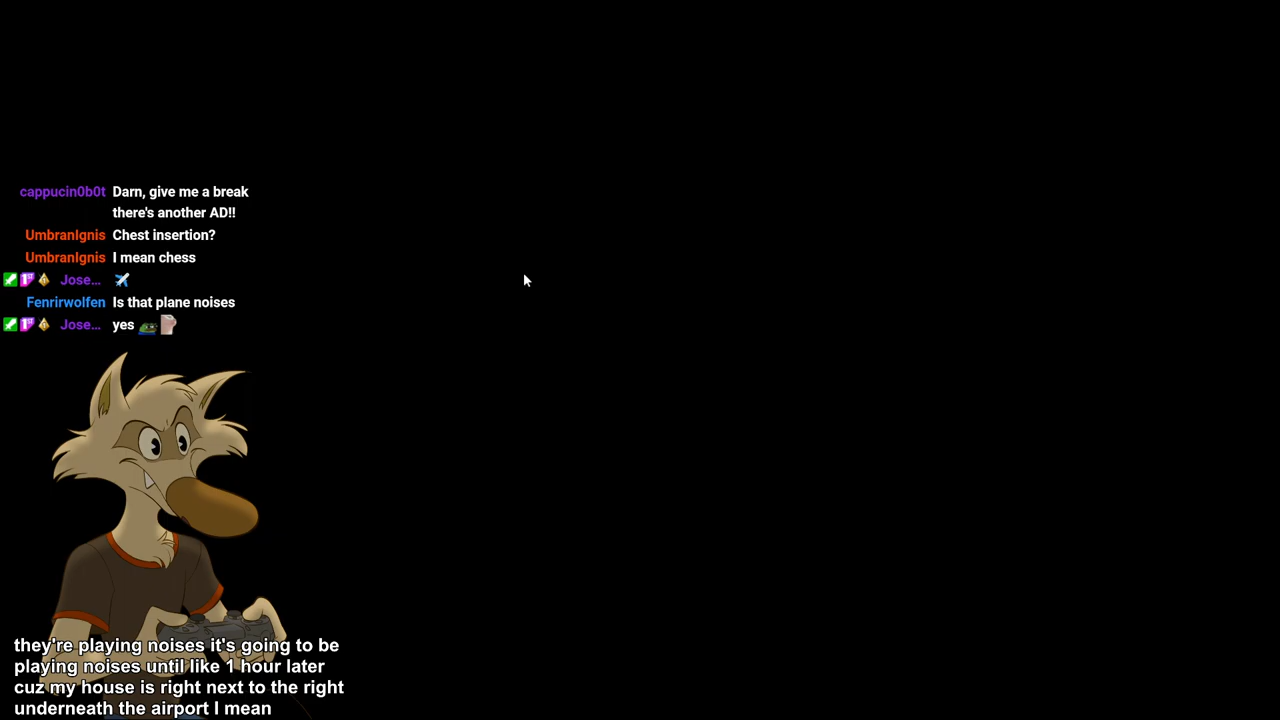 cappucin0b0t Darn, give me a break
there's another AD!!
UmbranIgnis Chest insertion?
UmbranIgnis I mean chess
Jose...
Fenrirwolfen Is that plane noises
Jose... yes
they're playing noises it's going to be
playing noises until like 1 hour later
cuz my house is right next to the right
underneath the airport I mean